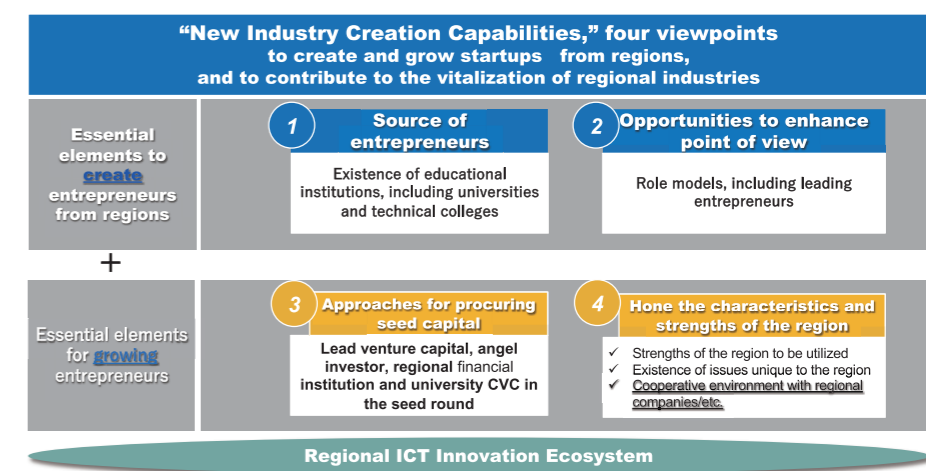 “New Industry Creation Capabilities,” four viewpoints
to create and grow startups from regions,
and to contribute to the vitalization of regional industries
Essential
elements to
create
entrepreneurs
from regions
1
Source of
entrepreneurs
Existence of educational
institutions, including universities
and technical colleges
2
Opportunities to enhance
point of view
Role models, including leading
entrepreneurs
+
Essential elements
for growing
entrepreneurs
3
Approaches for procuring
seed capital
Lead venture capital, angel
investor, regional financial
institution and university CVC in
the seed round
4
Hone the characteristics and
strengths of the region
✓ Strengths of the region to be utilized
✓ Existence of issues unique to the region
✓ Cooperative environment with regional
companies/etc.
Regional ICT Innovation Ecosystem